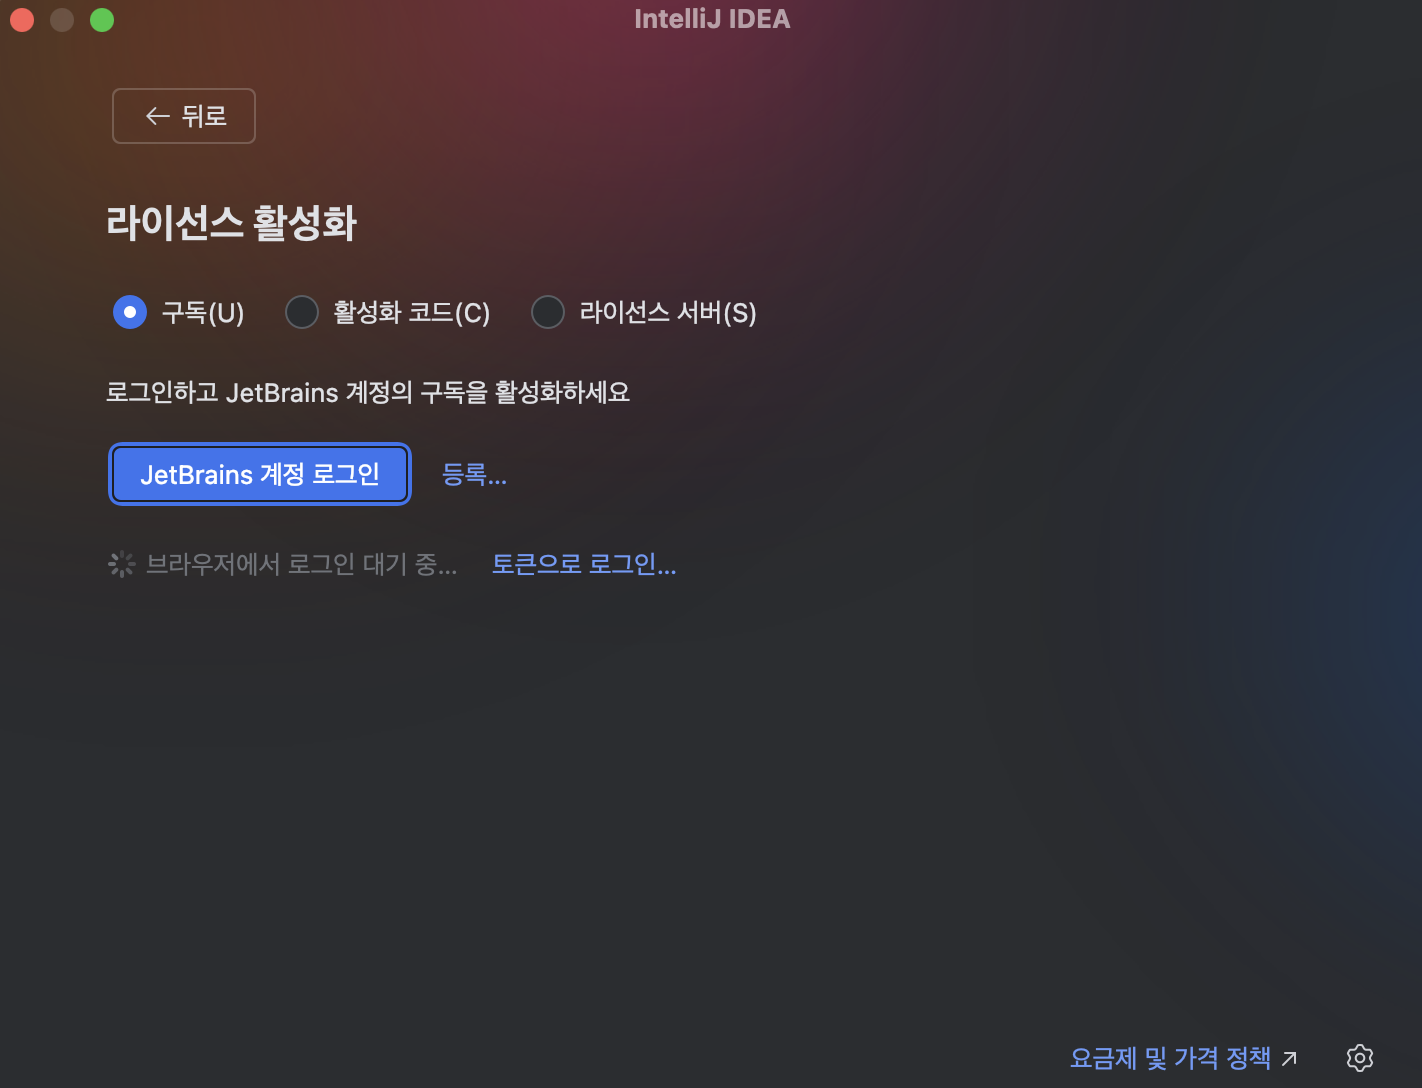 IntelliJ IDEA
← 뒤로
라이선스 활성화
구독(U) 활성화 코드(C) 라이선스 서버(S)
로그인하고 JetBrains 계정의 구독을 활성화하세요
JetBrains 계정 로그인 등록...
브라우저에서 로그인 대기 중... 토큰으로 로그인...
요금제 및 가격 정책 ↗